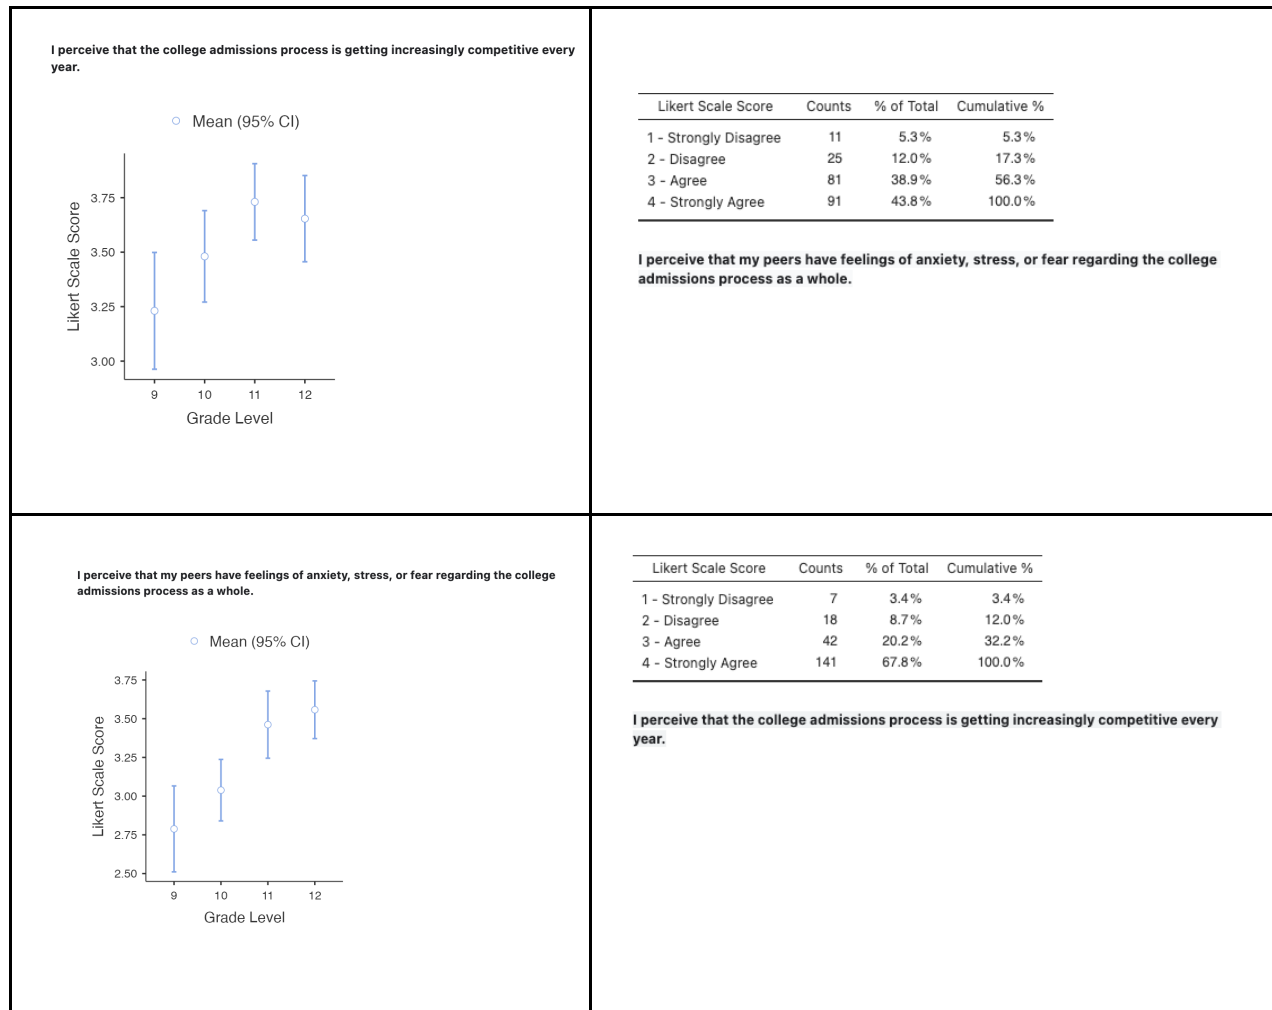 I perceive that the college admissions process is getting increasingly competitive every
year.
Mean (95% CI)
Likert Scale Score
3.75
3.50
3.25
3.00
9 10 11 12
Grade Level
Likert Scale Score Counts % of Total Cumulative %
1 - Strongly Disagree 11 5.3% 5.3%
2 - Disagree 25 12.0% 17.3%
3 - Agree 81 38.9% 56.3%
4 - Strongly Agree 91 43.8% 100.0%
I perceive that my peers have feelings of anxiety, stress, or fear regarding the college
admissions process as a whole.
I perceive that my peers have feelings of anxiety, stress, or fear regarding the college
admissions process as a whole.
Mean (95% CI)
Likert Scale Score
3.75
3.50
3.25
3.00
2.75
2.50
9 10 11 12
Grade Level
Likert Scale Score Counts % of Total Cumulative %
1 - Strongly Disagree 7 3.4% 3.4%
2 - Disagree 18 8.7% 12.0%
3 - Agree 42 20.2% 32.2%
4 - Strongly Agree 141 67.8% 100.0%
I perceive that the college admissions process is getting increasingly competitive every
year.